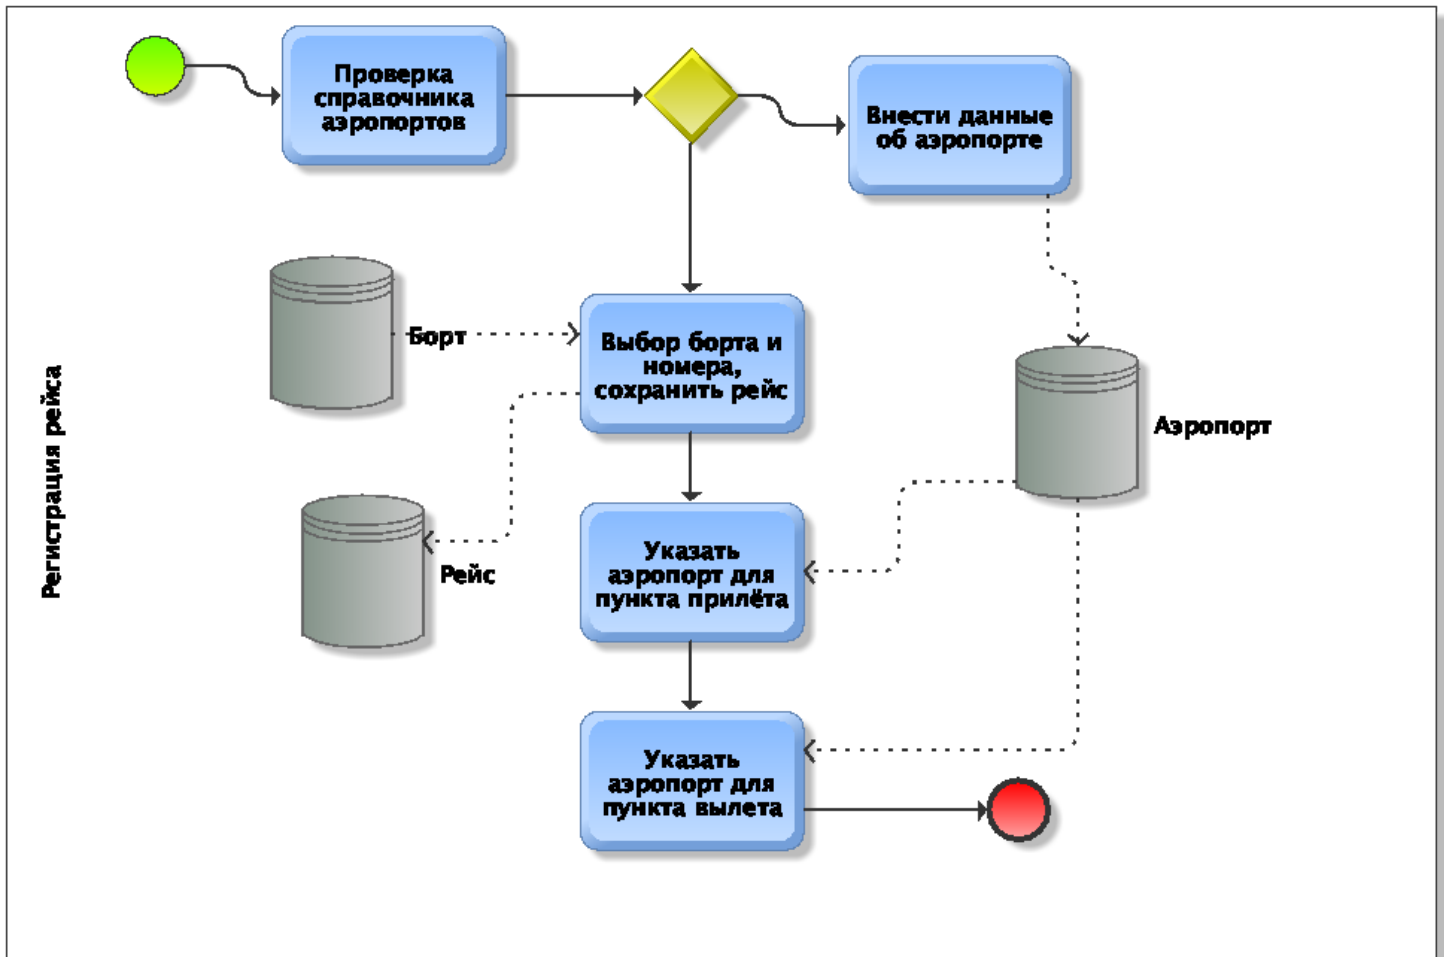 Проверка
справочника
аэропортов
Внести данные
об аэропорте
Борт
Выбор борта и
номера,
сохранить рейс
Аэропорт
Регистрация рейса
Рейс
Указать
аэропорт для
пункта прилёта
Указать
аэропорт для
пункта вылета